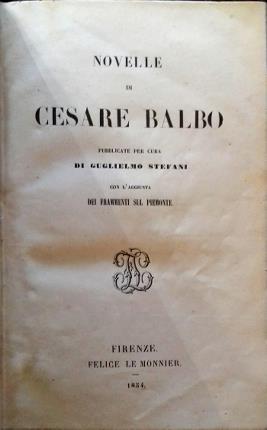 NOVELLE
DI
CESARE BALBO
PUBBLICATE PER CURA
DI GUGLIELMO STEFANI
CON L'AGGIUNTA
DEI FRAMMENTI SUL PIEMONTE.
FIRENZE.
FELICE LE MONNIER.
1854.